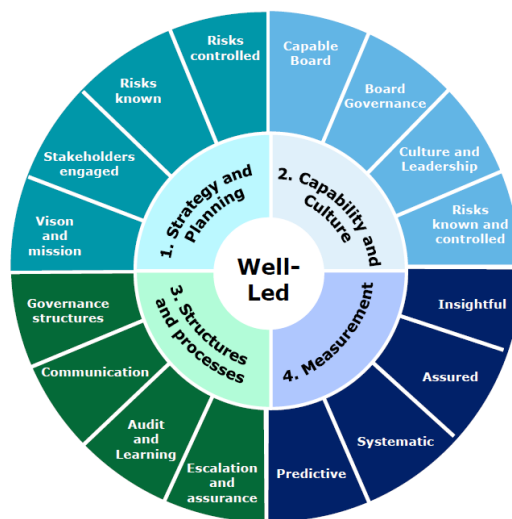 Risks
controlled
Capable
Board
Risks
known
Board
Governance
Stakeholders
engaged
Culture and
Leadership
Vison
and
mission
Risks
known
and controlled
1. Strategy and
Planning
2. Capability and
Culture
Well-
Led
3. Structures
and processes
4. Measurement
Governance
structures
Insightful
Communication
Assured
Audit
and
Learning
Systematic
Escalation
and
assurance
Predictive